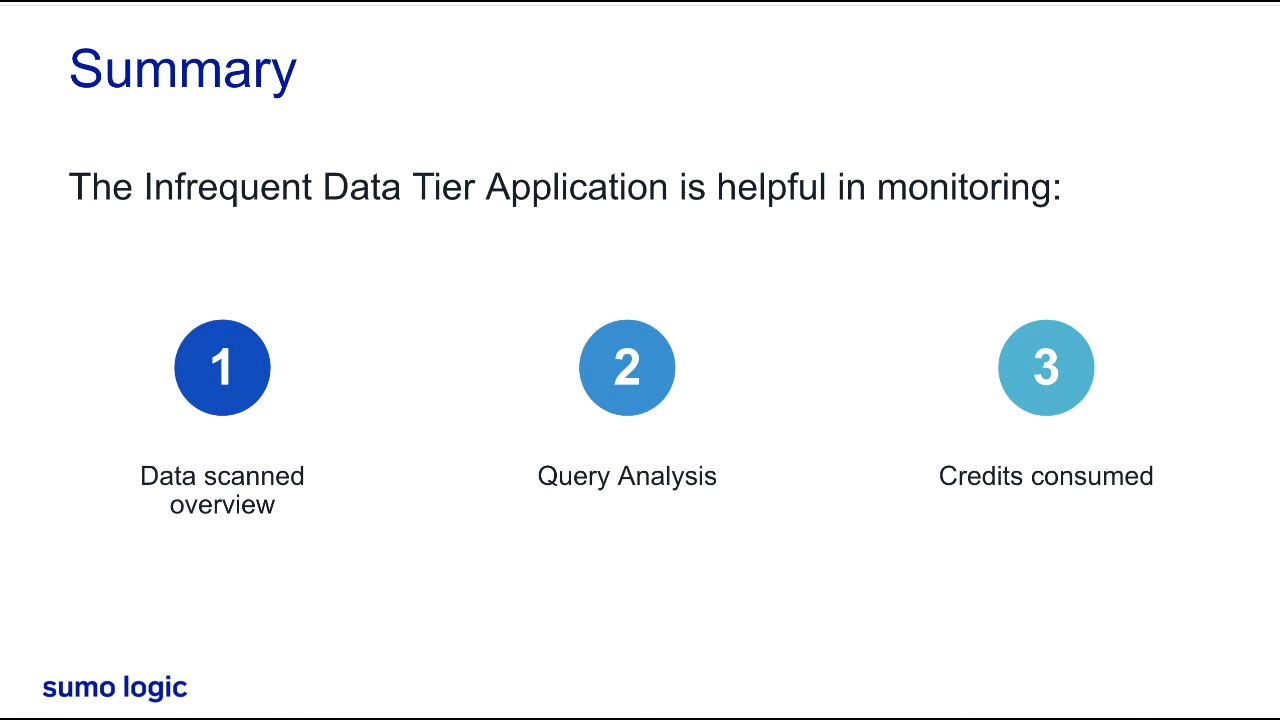 Summary
The Infrequent Data Tier Application is helpful in monitoring:
1
2
3
Data scanned
overview
Query Analysis
Credits consumed
sumo logic